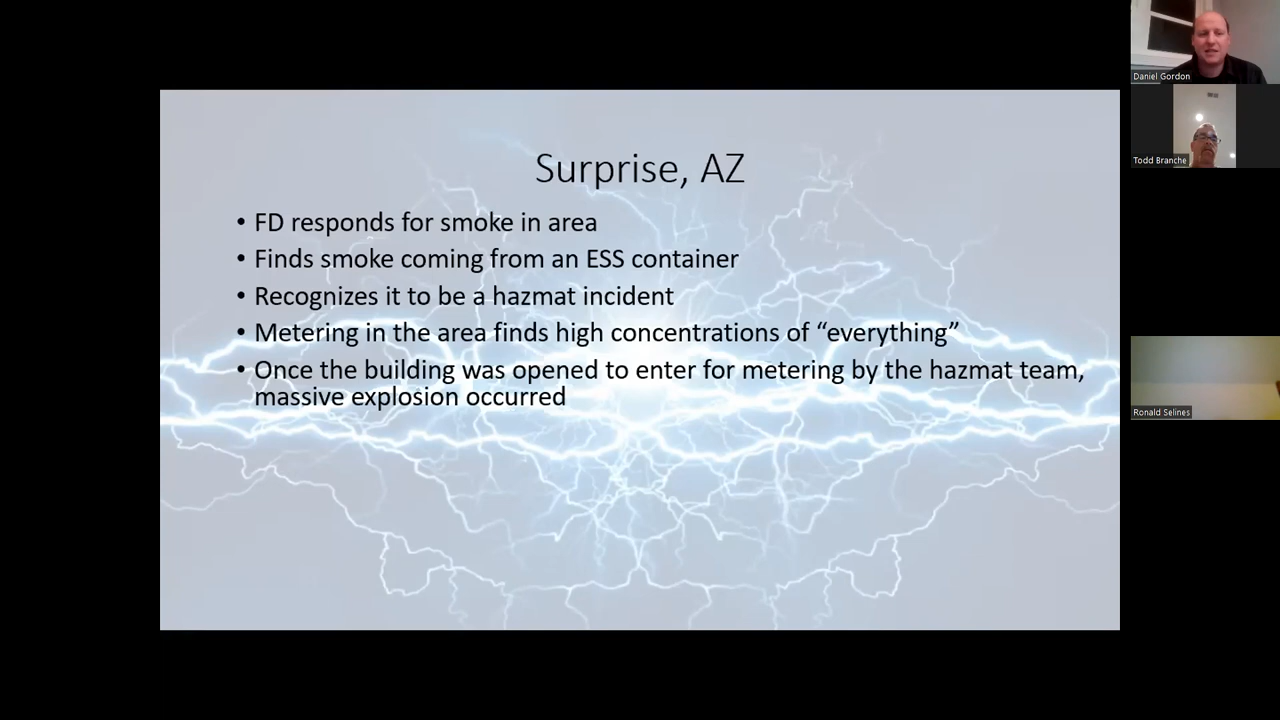 Surprise, AZ
• FD responds for smoke in area
• Finds smoke coming from an ESS container
• Recognizes it to be a hazmat incident
• Metering in the area finds high concentrations of “everything”
• Once the building was opened to enter for metering by the hazmat team,
massive explosion occurred
Daniel Gordon
Todd Branche
Ronald Selines